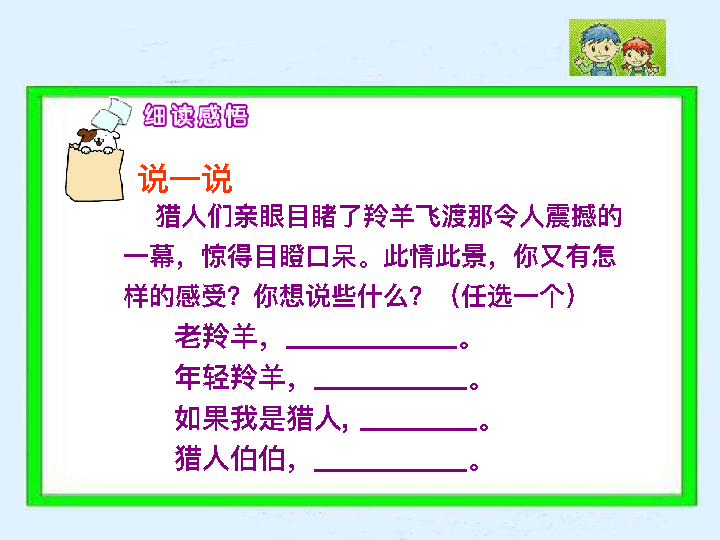 细读感悟
说一说
猎人们亲眼目睹了羚羊飞渡那令人震撼的
一幕，惊得目瞪口呆。此情此景，你又有怎
样的感受？你想说些什么？（任选一个）
老羚羊，____________。
年轻羚羊，___________。
如果我是猎人，________。
猎人伯伯，___________。